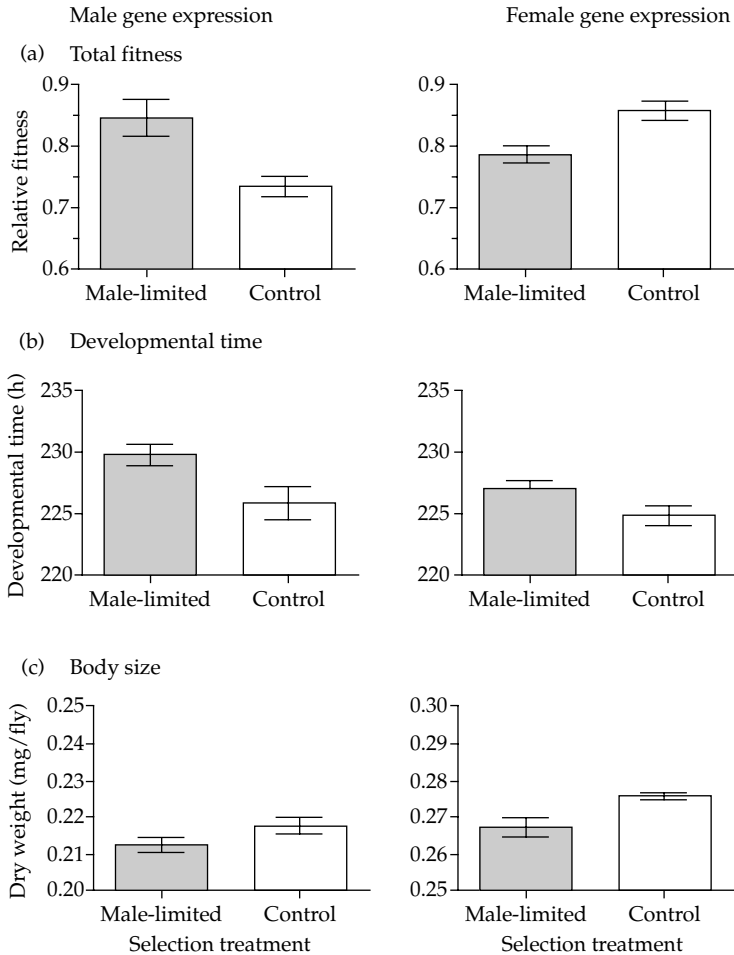 Male gene expression Female gene expression
(a) Total fitness
Relative fitness
0.9
0.8
0.7
0.6
Male-limited Control
0.9
0.8
0.7
0.6
Male-limited Control
(b) Developmental time
Developmental time (h)
235
230
225
220
Male-limited Control
235
230
225
220
Male-limited Control
(c) Body size
Dry weight (mg/fly)
0.25
0.24
0.23
0.22
0.21
0.20
Male-limited Control
Selection treatment
0.30
0.29
0.28
0.27
0.26
0.25
Male-limited Control
Selection treatment